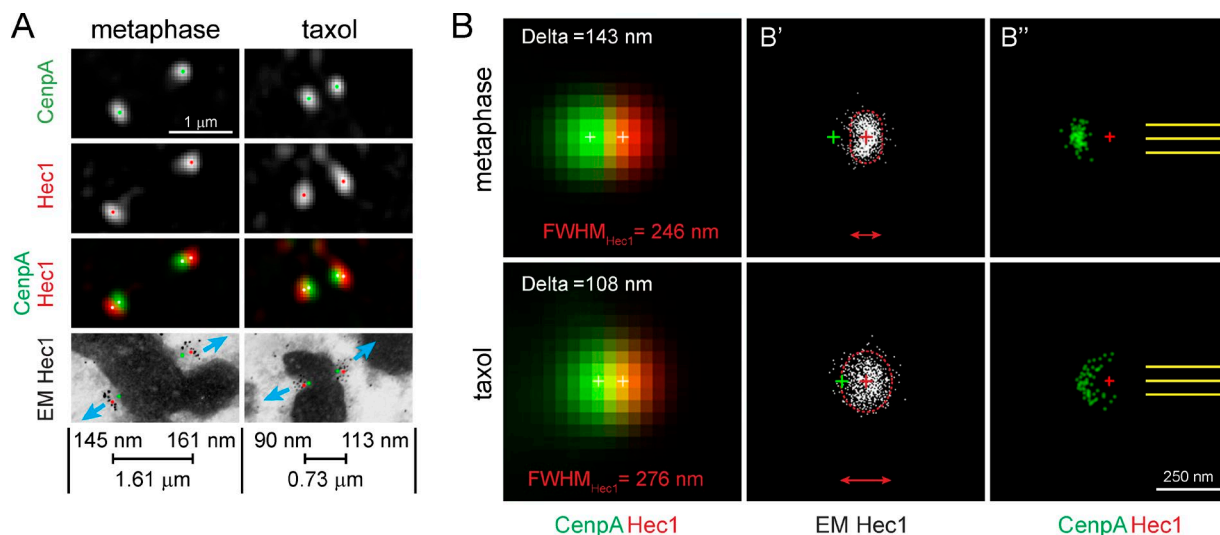 A
metaphase
taxol
CenpA
1 μm
Hec1
CenpA
Hec1
EM Hec1
145 nm 161 nm
1.61 μm
90 nm 113 nm
0.73 μm
B
metaphase
Delta =143 nm
FWHMHec1= 246 nm
B’
B”
taxol
Delta =108 nm
FWHMHec1= 276 nm
250 nm
CenpA Hec1
EM Hec1
CenpA Hec1